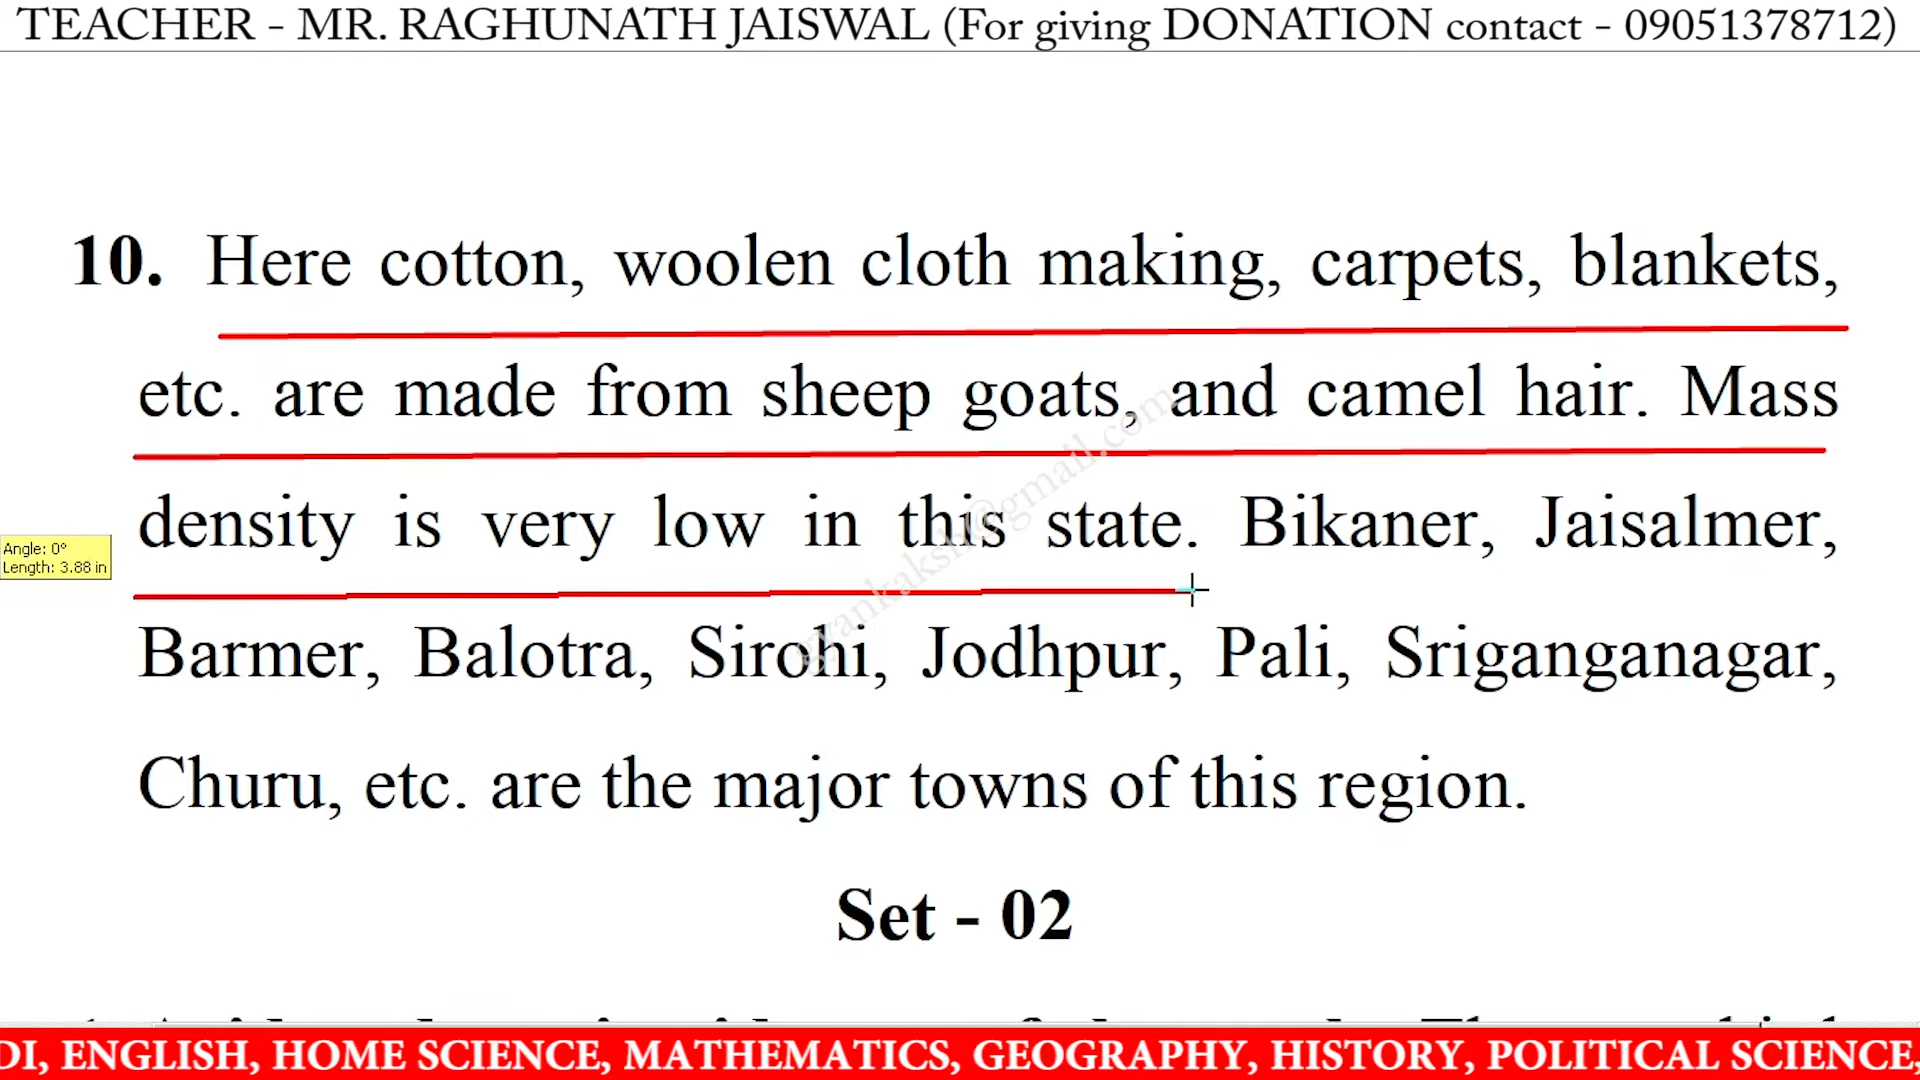 TEACHER - MR. RAGHUNATH JAISWAL (For giving DONATION contact - 09051378712)
10. Here cotton, woolen cloth making, carpets, blankets,
etc. are made from sheep goats, and camel hair. Mass
density is very low in this state. Bikaner, Jaisalmer,
Angle: 0°
Length: 3.88 in
Barmer, Balotra, Sirohi, Jodhpur, Pali, Sriganganagar,
Churu, etc. are the major towns of this region.
gyankaksh@gmail.com
Set - 02
DI, ENGLISH, HOME SCIENCE, MATHEMATICS, GEOGRAPHY, HISTORY, POLITICAL SCIENCE,